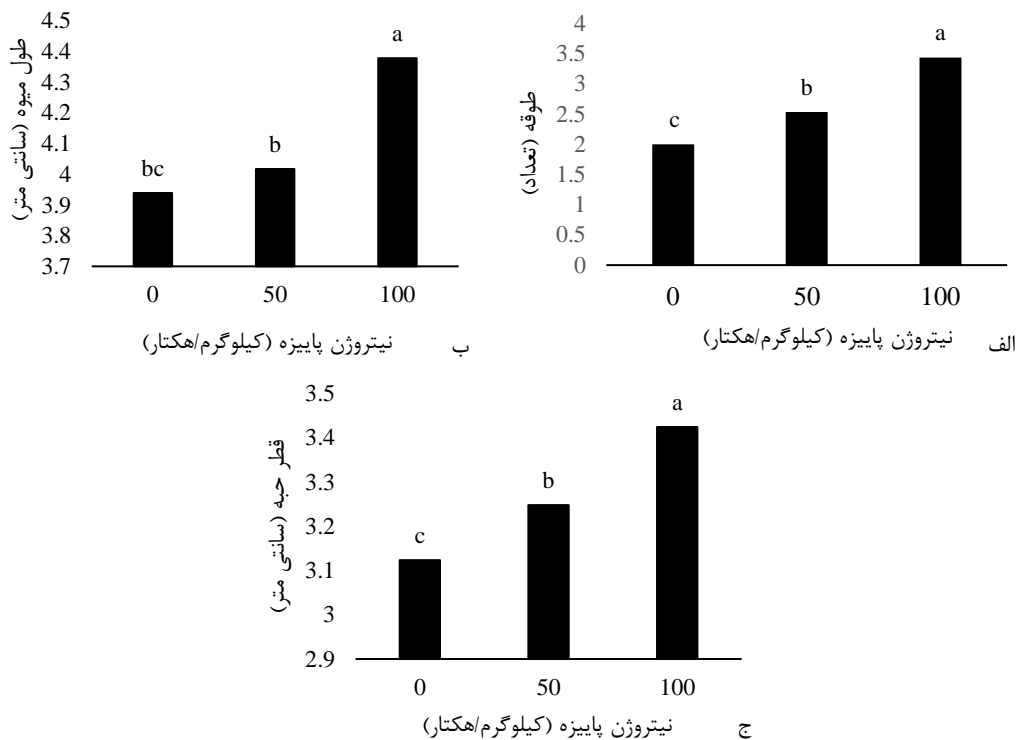 4
3.5
3
2.5
2
1.5
1
0.5
0
طوقه (تعداد)
c
b
a
0
50
100
نیتروژن پاییزه (کیلوگرم/هکتار)
الف
4.5
4.4
4.3
4.2
4.1
4
3.9
3.8
3.7
طول میوه (سانتی متر)
bc
b
a
0
50
100
نیتروژن پاییزه (کیلوگرم/هکتار)
ب
3.5
3.4
3.3
3.2
3.1
3
2.9
قطر حبه (سانتی متر)
c
b
a
0
50
100
نیتروژن پاییزه (کیلوگرم/هکتار)
ج